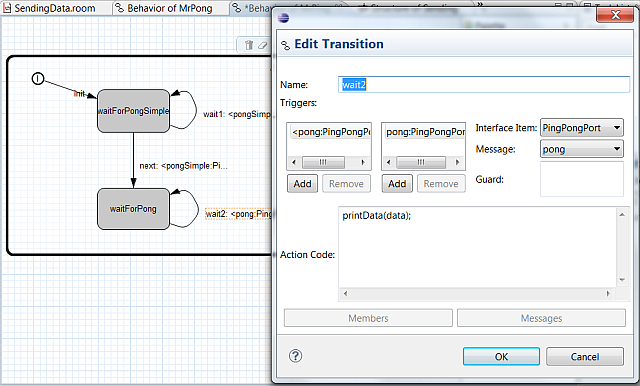 SendingData.room
Behavior of MrPong
Edit Transition
Name:
wait2
Triggers:
<pong:PingPongPo
pong:PingPongPor
Interface Item:
PingPongPort
Message:
pong
Guard:
Add
Remove
Add
Remove
Action Code:
printData(data);
Members
Messages
OK
Cancel
init
waitForPongSimple
wait1: <pongSimp
next: <pongSimple:Pi...
waitForPong
wait2: <pong:Ping